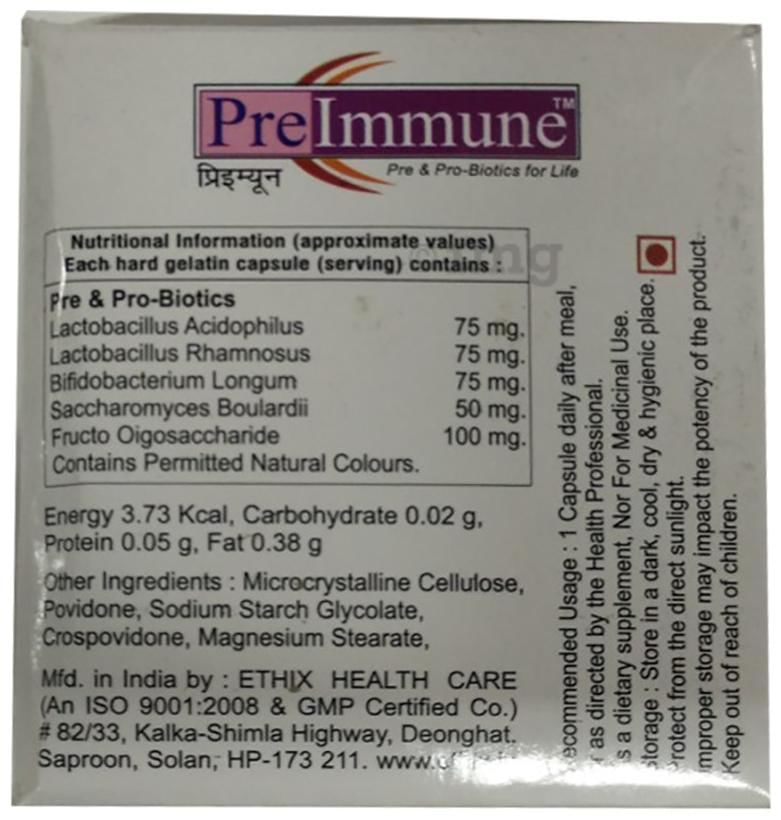 PreImmune™
प्रिइम्यून
Pre & Pro-Biotics for Life
Nutritional Information (approximate values)
Each hard gelatin capsule (serving) contains :
Pre & Pro-Biotics
Lactobacillus Acidophilus 75 mg.
Lactobacillus Rhamnosus 75 mg.
Bifidobacterium Longum 75 mg.
Saccharomyces Boulardii 50 mg.
Fructo Oigosaccharide 100 mg.
Contains Permitted Natural Colours.
Energy 3.73 Kcal, Carbohydrate 0.02 g,
Protein 0.05 g, Fat 0.38 g
Other Ingredients : Microcrystalline Cellulose,
Povidone, Sodium Starch Glycolate,
Crospovidone, Magnesium Stearate,
Mfd. in India by : ETHIX HEALTH CARE
(An ISO 9001:2008 & GMP Certified Co.)
# 82/33, Kalka-Shimla Highway, Deonghat.
Saproon, Solan, HP-173 211.
ecommended Usage : 1 Capsule daily after meal,
r as directed by the Health Professional.
s a dietary supplement, Nor For Medicinal Use.
torage : Store in a dark, cool, dry & hygienic place.
rotect from the direct sunlight.
mproper storage may impact the potency of the product.
Keep out of reach of children.